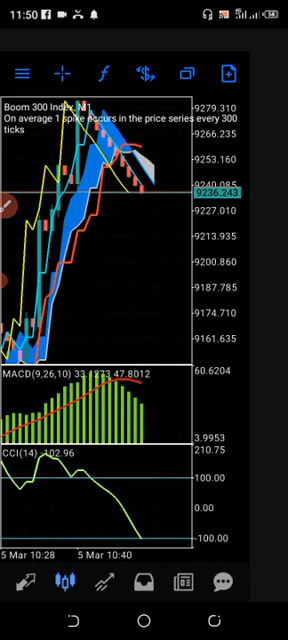 11:50
4G
58
Boom 300 Index, M1
On average 1 spike occurs in the price series every 300
ticks
9279.310
9266.235
9253.160
9240.085
9236.243
9227.010
9213.935
9200.860
9187.785
9174.710
9161.635
MACD(9,26,10) 33.1273 47.8012
60.6204
3.9953
CCI(14) -102.96
210.75
100.00
0.00
-100.00
5 Mar 10:28 5 Mar 10:40